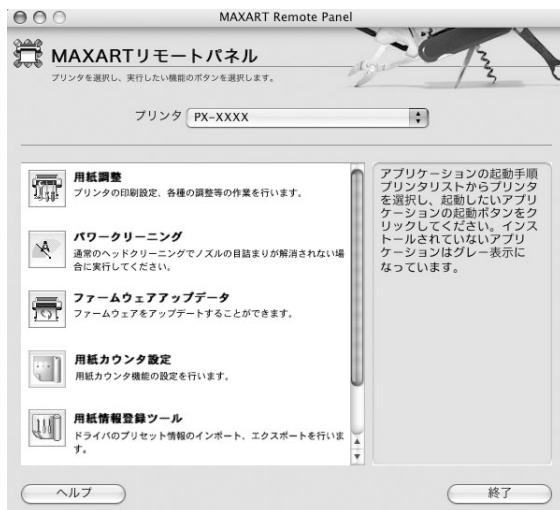 MAXART Remote Panel
MAXARTリモートパネル
プリンタを選択し、実行したい機能のボタンを選択します。
プリンタ PX-XXXX
用紙調整
プリンタの印刷設定、各種の調整等の作業を行います。
パワークリーニング
通常のヘッドクリーニングでノズルの目詰まりが解消されない場
合に実行してください。
ファームウェアアップデータ
ファームウェアをアップデートすることができます。
用紙カウンタ設定
用紙カウンタ機能の設定を行います。
用紙情報登録ツール
ドライバのプリセット情報のインポート、エクスポートを行いま
す。
アプリケーションの起動手順
プリンタリストからプリンタ
を選択し、起動したいアプリ
ケーションの起動ボタンをク
リックしてください。インス
トールされていないアプリ
ケーションはグレー表示に
なっています。
ヘルプ
終了